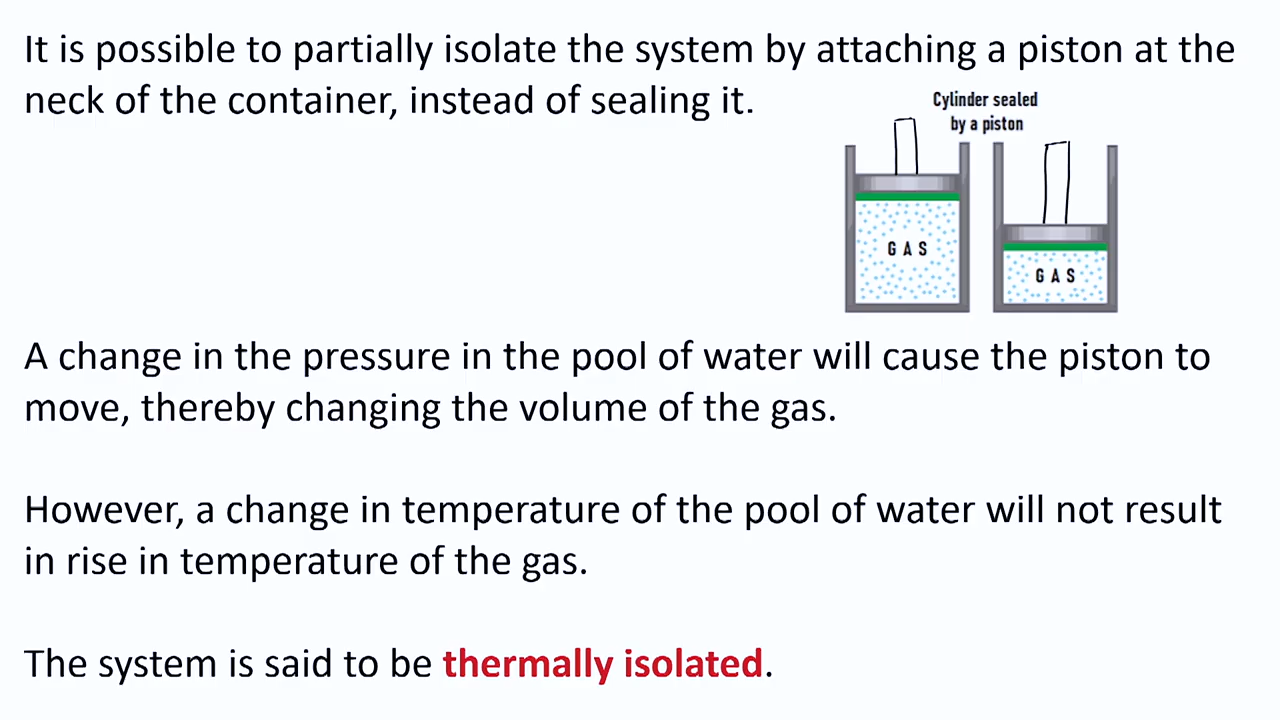 It is possible to partially isolate the system by attaching a piston at the
neck of the container, instead of sealing it.
Cylinder sealed
by a piston
GAS
GAS
A change in the pressure in the pool of water will cause the piston to
move, thereby changing the volume of the gas.
However, a change in temperature of the pool of water will not result
in rise in temperature of the gas.
The system is said to be thermally isolated.